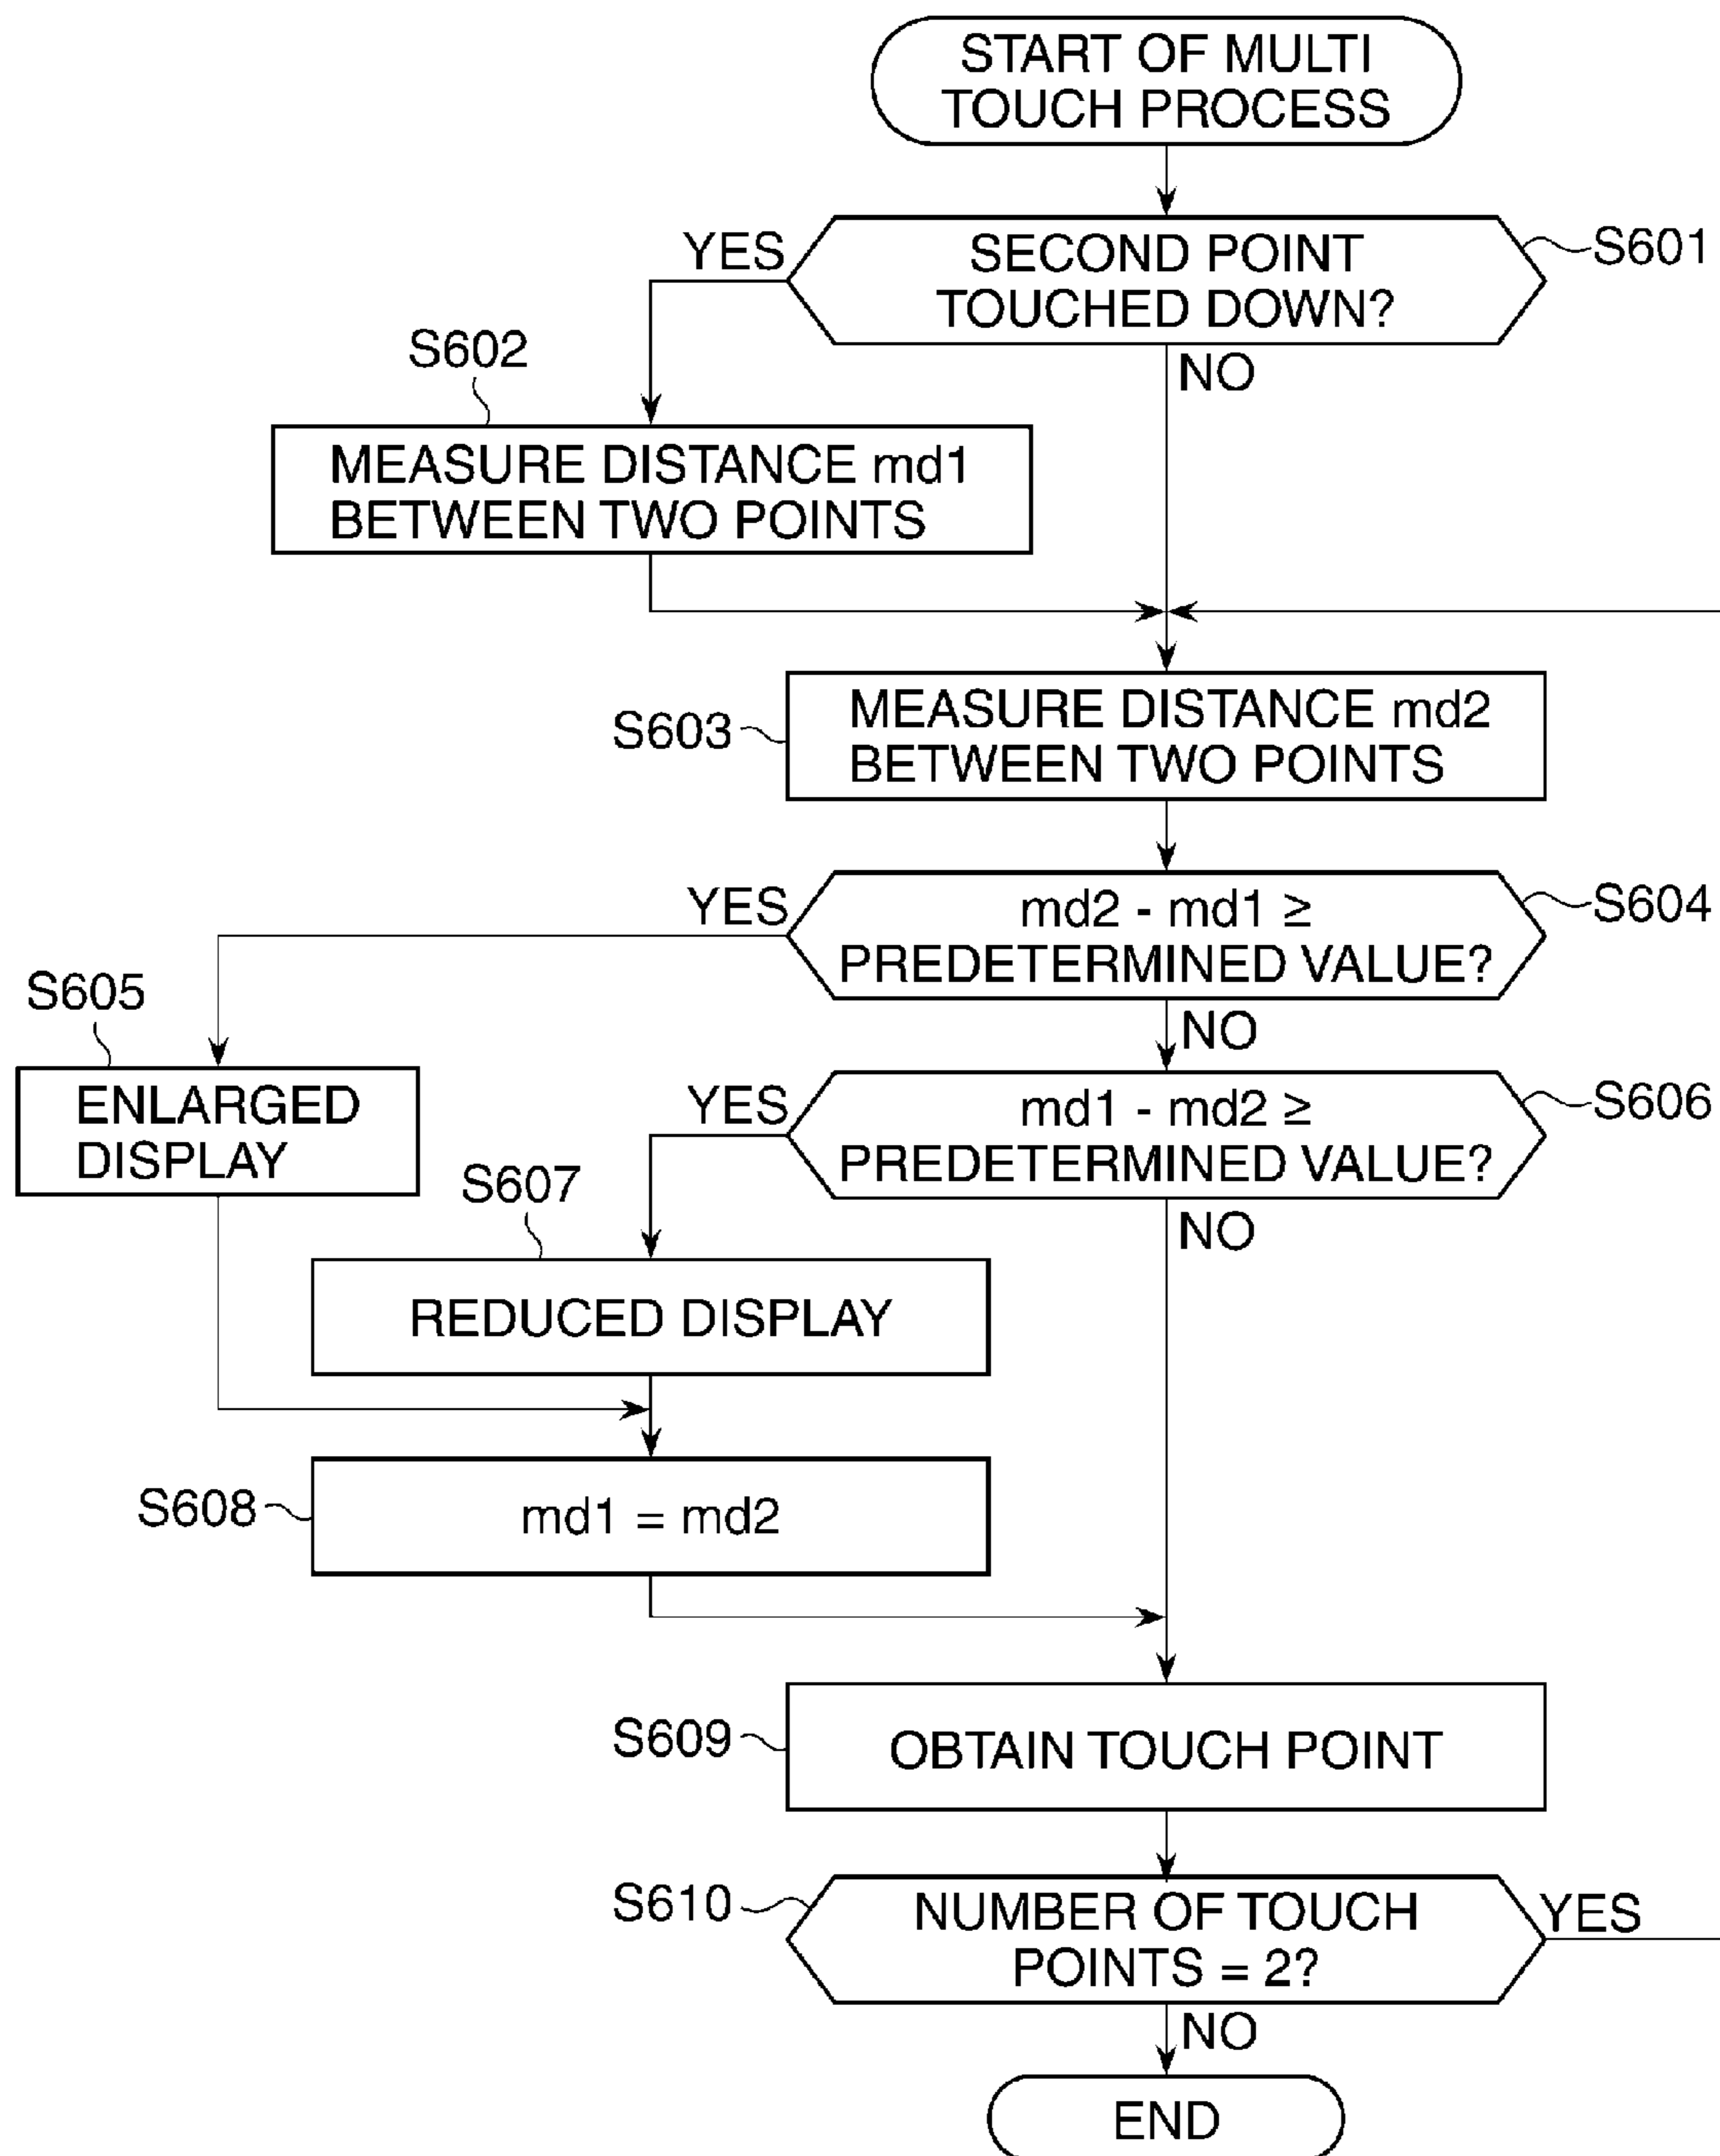 START OF MULTI
TOUCH PROCESS
YES
SECOND POINT
TOUCHED DOWN?
S601
NO
S602
MEASURE DISTANCE md1
BETWEEN TWO POINTS
S603
MEASURE DISTANCE md2
BETWEEN TWO POINTS
YES
md2 - md1 ≥
PREDETERMINED VALUE?
S604
NO
S605
ENLARGED
DISPLAY
YES
md1 - md2 ≥
PREDETERMINED VALUE?
S606
NO
S607
REDUCED DISPLAY
S608
md1 = md2
S609
OBTAIN TOUCH POINT
S610
NUMBER OF TOUCH
POINTS = 2?
YES
NO
END